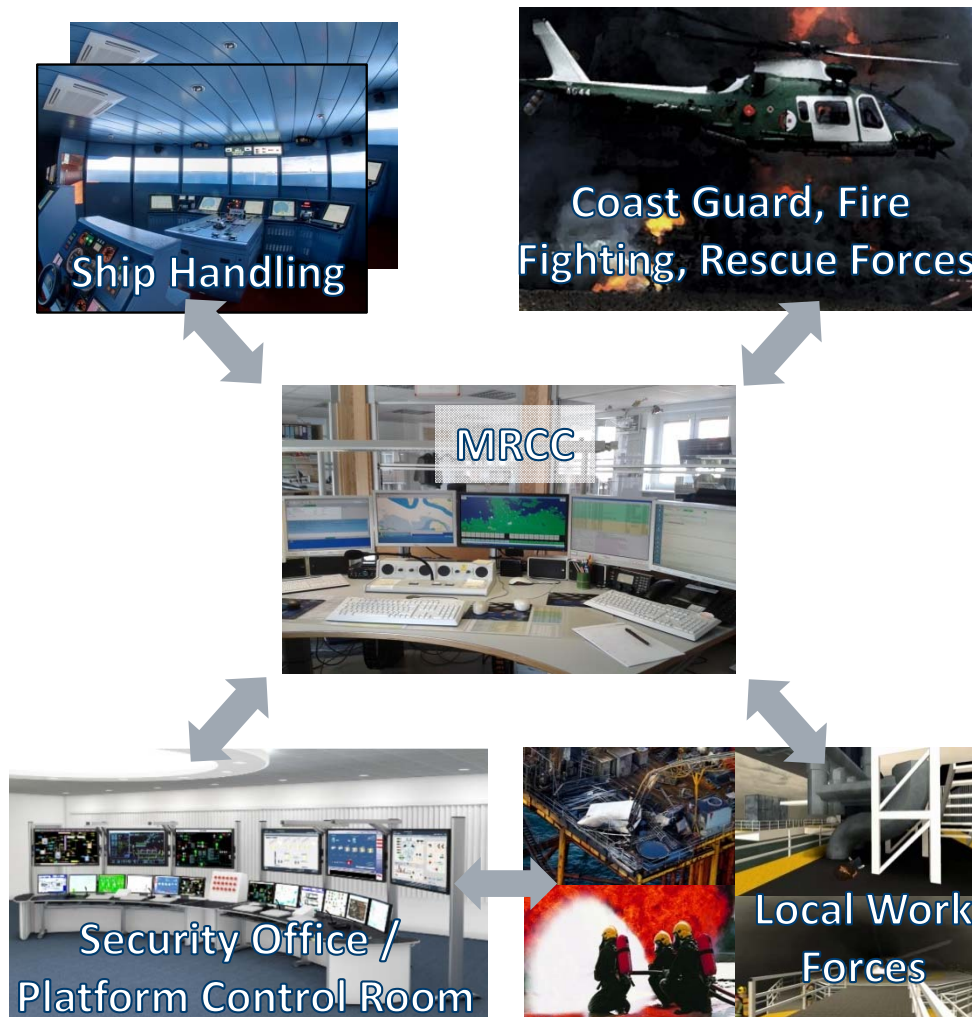 Ship Handling
Coast Guard, Fire
Fighting, Rescue Forces
MRCC
Security Office /
Platform Control Room
Local Work
Forces